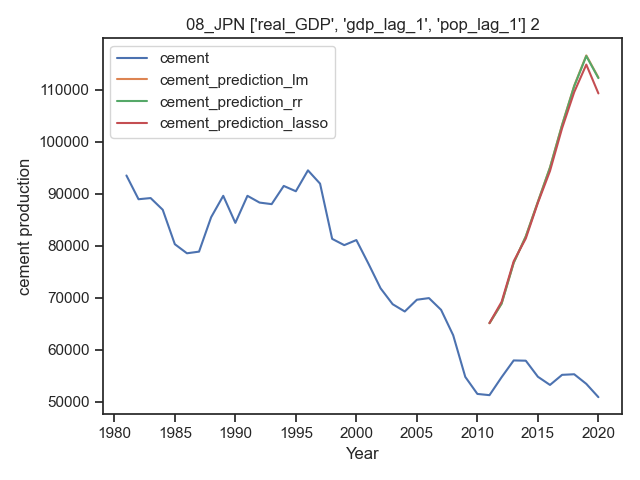 08_JPN ['real_GDP', 'gdp_lag_1', 'pop_lag_1'] 2
cement
cement_prediction_lm
cement_prediction_rr
cement_prediction_lasso
cement production
110000
100000
90000
80000
70000
60000
50000
1980 1985 1990 1995 2000 2005 2010 2015 2020
Year